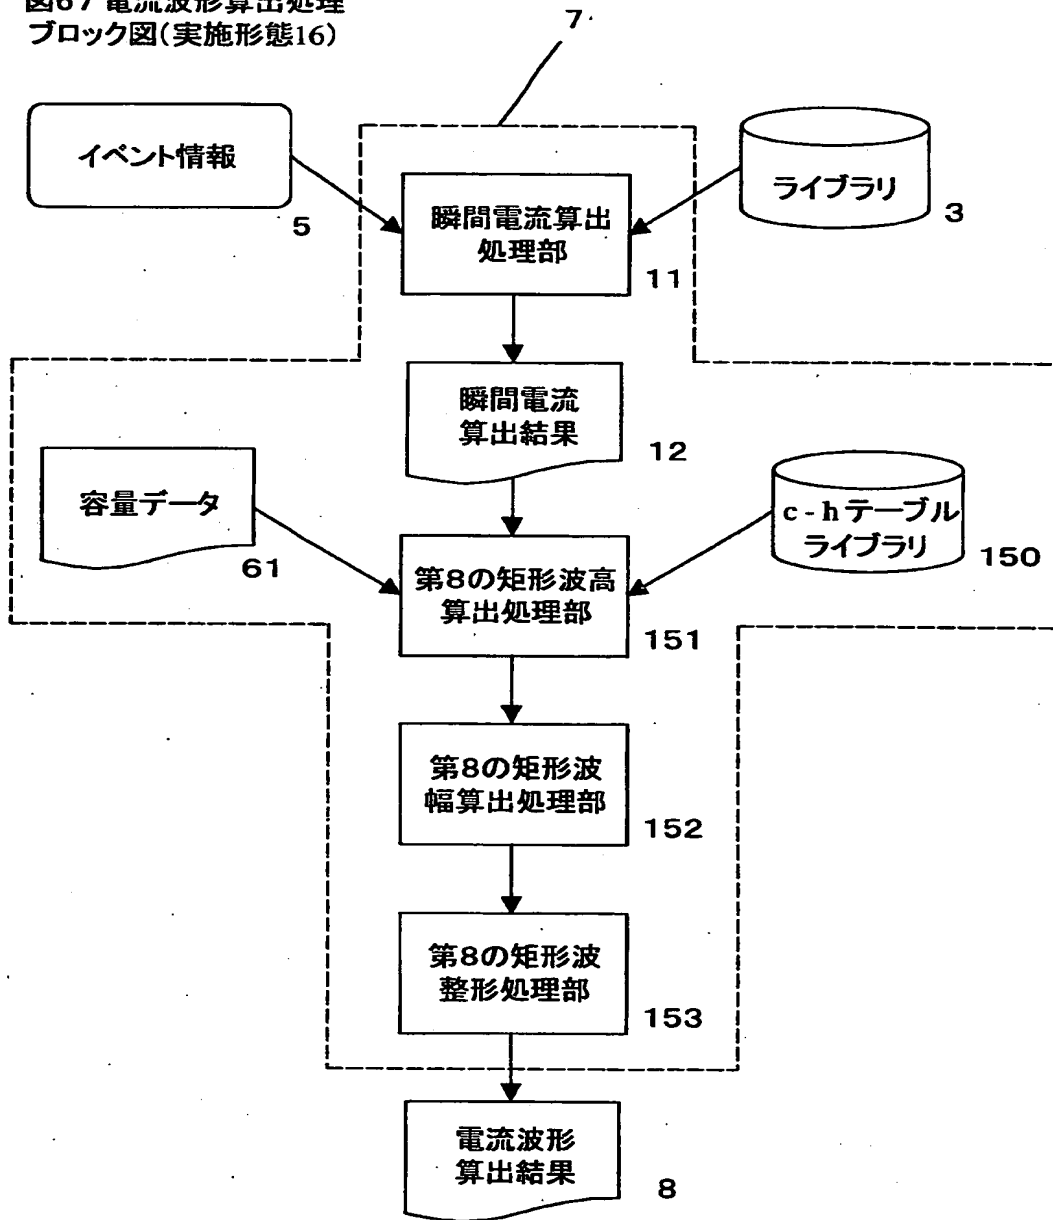 図67 電流波形算出処理
ブロック図(実施形態16)
7
イベント情報
5
ライブラリ
3
瞬間電流算出
処理部
11
瞬間電流
算出結果
12
容量データ
61
c-hテーブル
ライブラリ
150
第8の矩形波高
算出処理部
151
第8の矩形波
幅算出処理部
152
第8の矩形波
整形処理部
153
電流波形
算出結果
8